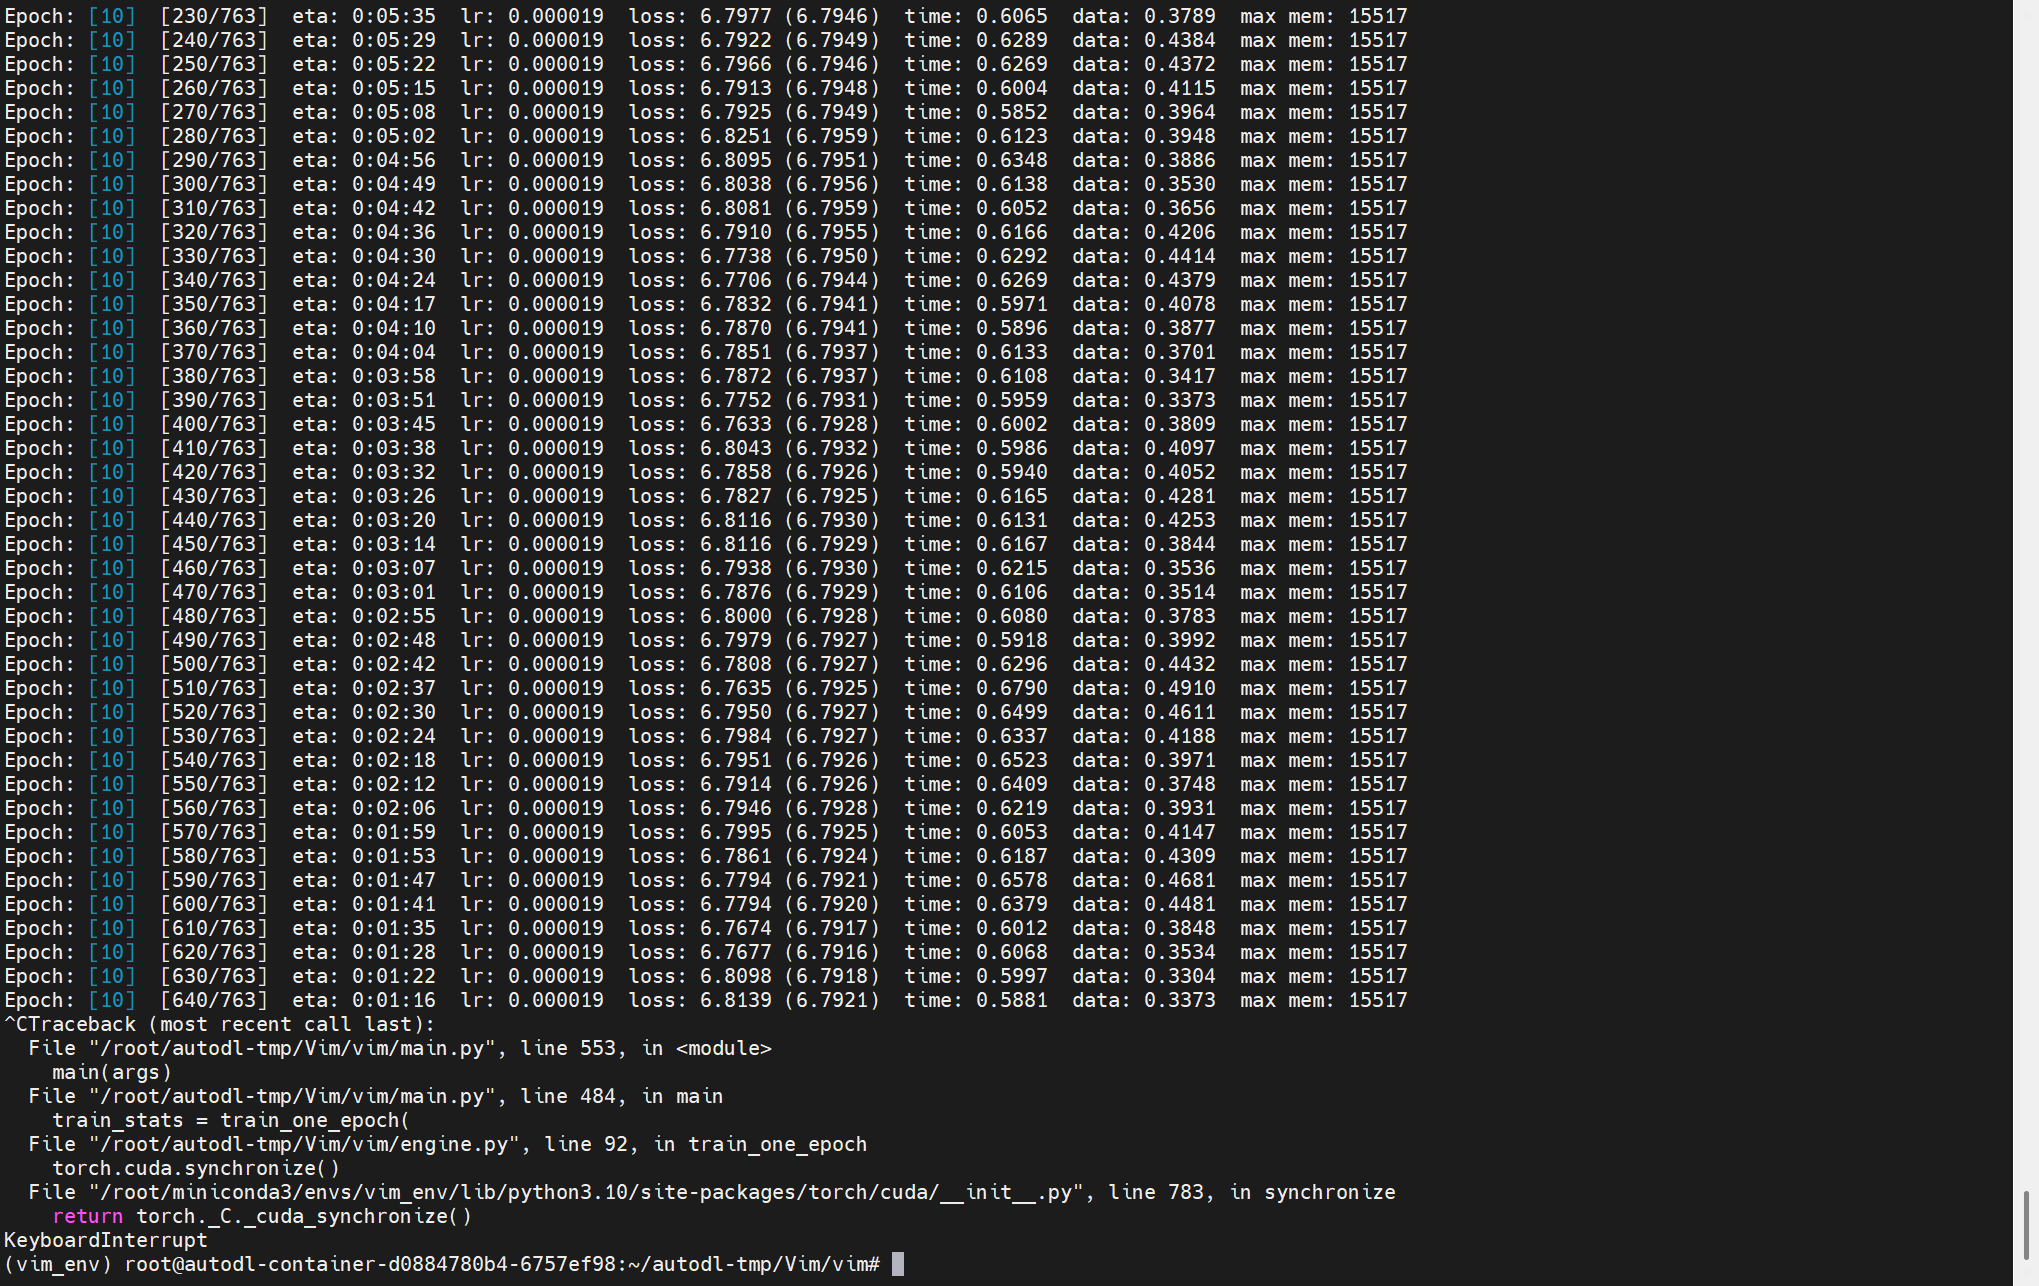 Epoch: [10]  [230/763]  eta: 0:05:35  lr: 0.000019  loss: 6.7977 (6.7946)  time: 0.6065  data: 0.3789  max mem: 15517
Epoch: [10]  [240/763]  eta: 0:05:29  lr: 0.000019  loss: 6.7922 (6.7949)  time: 0.6289  data: 0.4384  max mem: 15517
Epoch: [10]  [250/763]  eta: 0:05:22  lr: 0.000019  loss: 6.7966 (6.7946)  time: 0.6269  data: 0.4372  max mem: 15517
Epoch: [10]  [260/763]  eta: 0:05:15  lr: 0.000019  loss: 6.7913 (6.7948)  time: 0.6004  data: 0.4115  max mem: 15517
Epoch: [10]  [270/763]  eta: 0:05:08  lr: 0.000019  loss: 6.7925 (6.7949)  time: 0.5852  data: 0.3964  max mem: 15517
Epoch: [10]  [280/763]  eta: 0:05:02  lr: 0.000019  loss: 6.8251 (6.7959)  time: 0.6123  data: 0.3948  max mem: 15517
Epoch: [10]  [290/763]  eta: 0:04:56  lr: 0.000019  loss: 6.8095 (6.7951)  time: 0.6348  data: 0.3886  max mem: 15517
Epoch: [10]  [300/763]  eta: 0:04:49  lr: 0.000019  loss: 6.8038 (6.7956)  time: 0.6138  data: 0.3530  max mem: 15517
Epoch: [10]  [310/763]  eta: 0:04:42  lr: 0.000019  loss: 6.8081 (6.7959)  time: 0.6052  data: 0.3656  max mem: 15517
Epoch: [10]  [320/763]  eta: 0:04:36  lr: 0.000019  loss: 6.7910 (6.7955)  time: 0.6166  data: 0.4206  max mem: 15517
Epoch: [10]  [330/763]  eta: 0:04:30  lr: 0.000019  loss: 6.7738 (6.7950)  time: 0.6292  data: 0.4414  max mem: 15517
Epoch: [10]  [340/763]  eta: 0:04:24  lr: 0.000019  loss: 6.7706 (6.7944)  time: 0.6269  data: 0.4379  max mem: 15517
Epoch: [10]  [350/763]  eta: 0:04:17  lr: 0.000019  loss: 6.7832 (6.7941)  time: 0.5971  data: 0.4078  max mem: 15517
Epoch: [10]  [360/763]  eta: 0:04:10  lr: 0.000019  loss: 6.7870 (6.7941)  time: 0.5896  data: 0.3877  max mem: 15517
Epoch: [10]  [370/763]  eta: 0:04:04  lr: 0.000019  loss: 6.7851 (6.7937)  time: 0.6133  data: 0.3701  max mem: 15517
Epoch: [10]  [380/763]  eta: 0:03:58  lr: 0.000019  loss: 6.7872 (6.7937)  time: 0.6108  data: 0.3417  max mem: 15517
Epoch: [10]  [390/763]  eta: 0:03:51  lr: 0.000019  loss: 6.7752 (6.7931)  time: 0.5959  data: 0.3373  max mem: 15517
Epoch: [10]  [400/763]  eta: 0:03:45  lr: 0.000019  loss: 6.7633 (6.7928)  time: 0.6002  data: 0.3809  max mem: 15517
Epoch: [10]  [410/763]  eta: 0:03:38  lr: 0.000019  loss: 6.8043 (6.7932)  time: 0.5986  data: 0.4097  max mem: 15517
Epoch: [10]  [420/763]  eta: 0:03:32  lr: 0.000019  loss: 6.7858 (6.7926)  time: 0.5940  data: 0.4052  max mem: 15517
Epoch: [10]  [430/763]  eta: 0:03:26  lr: 0.000019  loss: 6.7827 (6.7925)  time: 0.6165  data: 0.4281  max mem: 15517
Epoch: [10]  [440/763]  eta: 0:03:20  lr: 0.000019  loss: 6.8116 (6.7930)  time: 0.6131  data: 0.4253  max mem: 15517
Epoch: [10]  [450/763]  eta: 0:03:14  lr: 0.000019  loss: 6.8116 (6.7929)  time: 0.6167  data: 0.3844  max mem: 15517
Epoch: [10]  [460/763]  eta: 0:03:07  lr: 0.000019  loss: 6.7938 (6.7930)  time: 0.6215  data: 0.3536  max mem: 15517
Epoch: [10]  [470/763]  eta: 0:03:01  lr: 0.000019  loss: 6.7876 (6.7929)  time: 0.6106  data: 0.3514  max mem: 15517
Epoch: [10]  [480/763]  eta: 0:02:55  lr: 0.000019  loss: 6.8000 (6.7928)  time: 0.6080  data: 0.3783  max mem: 15517
Epoch: [10]  [490/763]  eta: 0:02:48  lr: 0.000019  loss: 6.7979 (6.7927)  time: 0.5918  data: 0.3992  max mem: 15517
Epoch: [10]  [500/763]  eta: 0:02:42  lr: 0.000019  loss: 6.7808 (6.7927)  time: 0.6296  data: 0.4432  max mem: 15517
Epoch: [10]  [510/763]  eta: 0:02:37  lr: 0.000019  loss: 6.7635 (6.7925)  time: 0.6790  data: 0.4910  max mem: 15517
Epoch: [10]  [520/763]  eta: 0:02:30  lr: 0.000019  loss: 6.7950 (6.7927)  time: 0.6499  data: 0.4611  max mem: 15517
Epoch: [10]  [530/763]  eta: 0:02:24  lr: 0.000019  loss: 6.7984 (6.7927)  time: 0.6337  data: 0.4188  max mem: 15517
Epoch: [10]  [540/763]  eta: 0:02:18  lr: 0.000019  loss: 6.7951 (6.7926)  time: 0.6523  data: 0.3971  max mem: 15517
Epoch: [10]  [550/763]  eta: 0:02:12  lr: 0.000019  loss: 6.7914 (6.7926)  time: 0.6409  data: 0.3748  max mem: 15517
Epoch: [10]  [560/763]  eta: 0:02:06  lr: 0.000019  loss: 6.7946 (6.7928)  time: 0.6219  data: 0.3931  max mem: 15517
Epoch: [10]  [570/763]  eta: 0:01:59  lr: 0.000019  loss: 6.7995 (6.7925)  time: 0.6053  data: 0.4147  max mem: 15517
Epoch: [10]  [580/763]  eta: 0:01:53  lr: 0.000019  loss: 6.7861 (6.7924)  time: 0.6187  data: 0.4309  max mem: 15517
Epoch: [10]  [590/763]  eta: 0:01:47  lr: 0.000019  loss: 6.7794 (6.7921)  time: 0.6578  data: 0.4681  max mem: 15517
Epoch: [10]  [600/763]  eta: 0:01:41  lr: 0.000019  loss: 6.7794 (6.7920)  time: 0.6379  data: 0.4481  max mem: 15517
Epoch: [10]  [610/763]  eta: 0:01:35  lr: 0.000019  loss: 6.7674 (6.7917)  time: 0.6012  data: 0.3848  max mem: 15517
Epoch: [10]  [620/763]  eta: 0:01:28  lr: 0.000019  loss: 6.7677 (6.7916)  time: 0.6068  data: 0.3534  max mem: 15517
Epoch: [10]  [630/763]  eta: 0:01:22  lr: 0.000019  loss: 6.8098 (6.7918)  time: 0.5997  data: 0.3304  max mem: 15517
Epoch: [10]  [640/763]  eta: 0:01:16  lr: 0.000019  loss: 6.8139 (6.7921)  time: 0.5881  data: 0.3373  max mem: 15517
^CTraceback (most recent call last):
  File "/root/autodl-tmp/Vim/vim/main.py", line 553, in <module>
    main(args)
  File "/root/autodl-tmp/Vim/vim/main.py", line 484, in main
    train_stats = train_one_epoch(
  File "/root/autodl-tmp/Vim/vim/engine.py", line 92, in train_one_epoch
    torch.cuda.synchronize()
  File "/root/miniconda3/envs/vim_env/lib/python3.10/site-packages/torch/cuda/__init__.py", line 783, in synchronize
    return torch._C._cuda_synchronize()
KeyboardInterrupt
(vim_env) root@autodl-container-d0884780b4-6757ef98:~/autodl-tmp/Vim/vim#